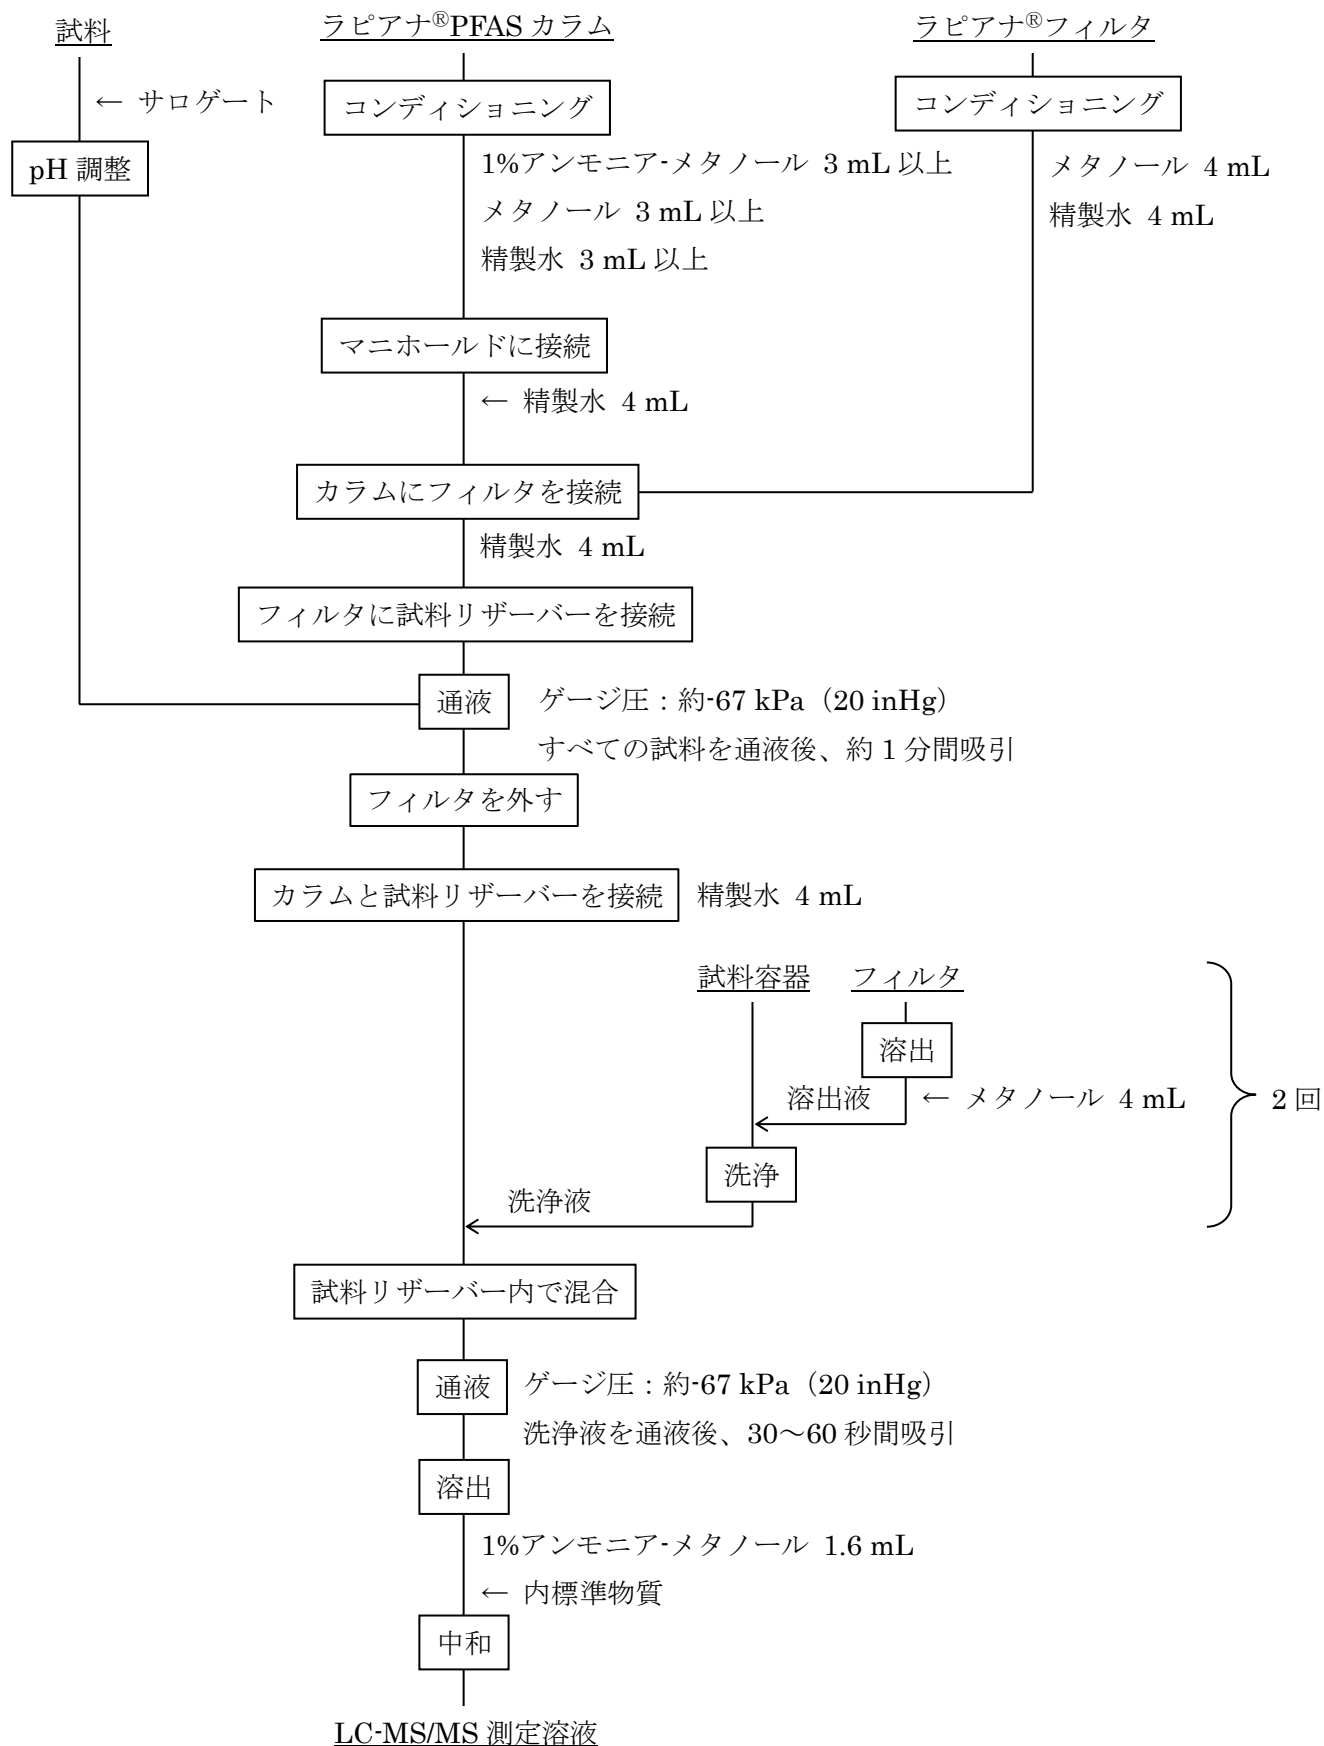 試料
ラピアナ®PFAS カラム
ラピアナ®フィルタ
← サロゲート
コンディショニング
コンディショニング
pH 調整
1%アンモニア-メタノール 3 mL 以上
メタノール 3 mL 以上
精製水 3 mL 以上
メタノール 4 mL
精製水 4 mL
マニホールドに接続
← 精製水 4 mL
カラムにフィルタを接続
精製水 4 mL
フィルタに試料リザーバーを接続
通液
ゲージ圧：約-67 kPa（20 inHg）
すべての試料を通液後、約 1 分間吸引
フィルタを外す
カラムと試料リザーバーを接続
精製水 4 mL
試料容器
フィルタ
溶出
溶出液
← メタノール 4 mL
2 回
洗浄
洗浄液
試料リザーバー内で混合
通液
ゲージ圧：約-67 kPa（20 inHg）
洗浄液を通液後、30～60 秒間吸引
溶出
1%アンモニア-メタノール 1.6 mL
← 内標準物質
中和
LC-MS/MS 測定溶液